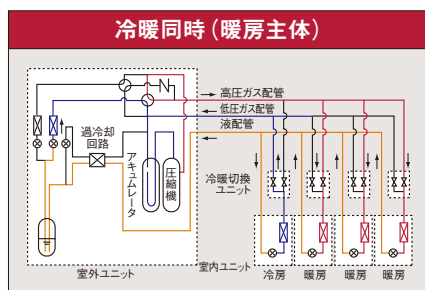 冷暖同時（暖房主体）
高圧ガス配管
低圧ガス配管
液配管
過冷却
回路
アキュムレータ
圧縮機
冷暖切換
ユニット
室外ユニット
室内ユニット
冷房
暖房
暖房
暖房